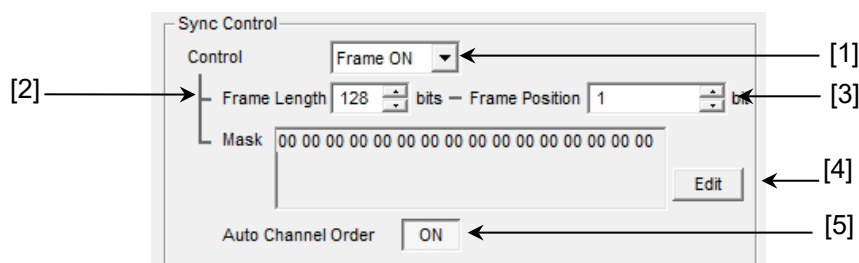 Sync Control
Control Frame ON [1]
[2] Frame Length 128 bits Frame Position 1 bit [3]
Mask 00 00 00 00 00 00 00 00 00 00 00 00 00 00 00 00
Edit [4]
Auto Channel Order ON [5]